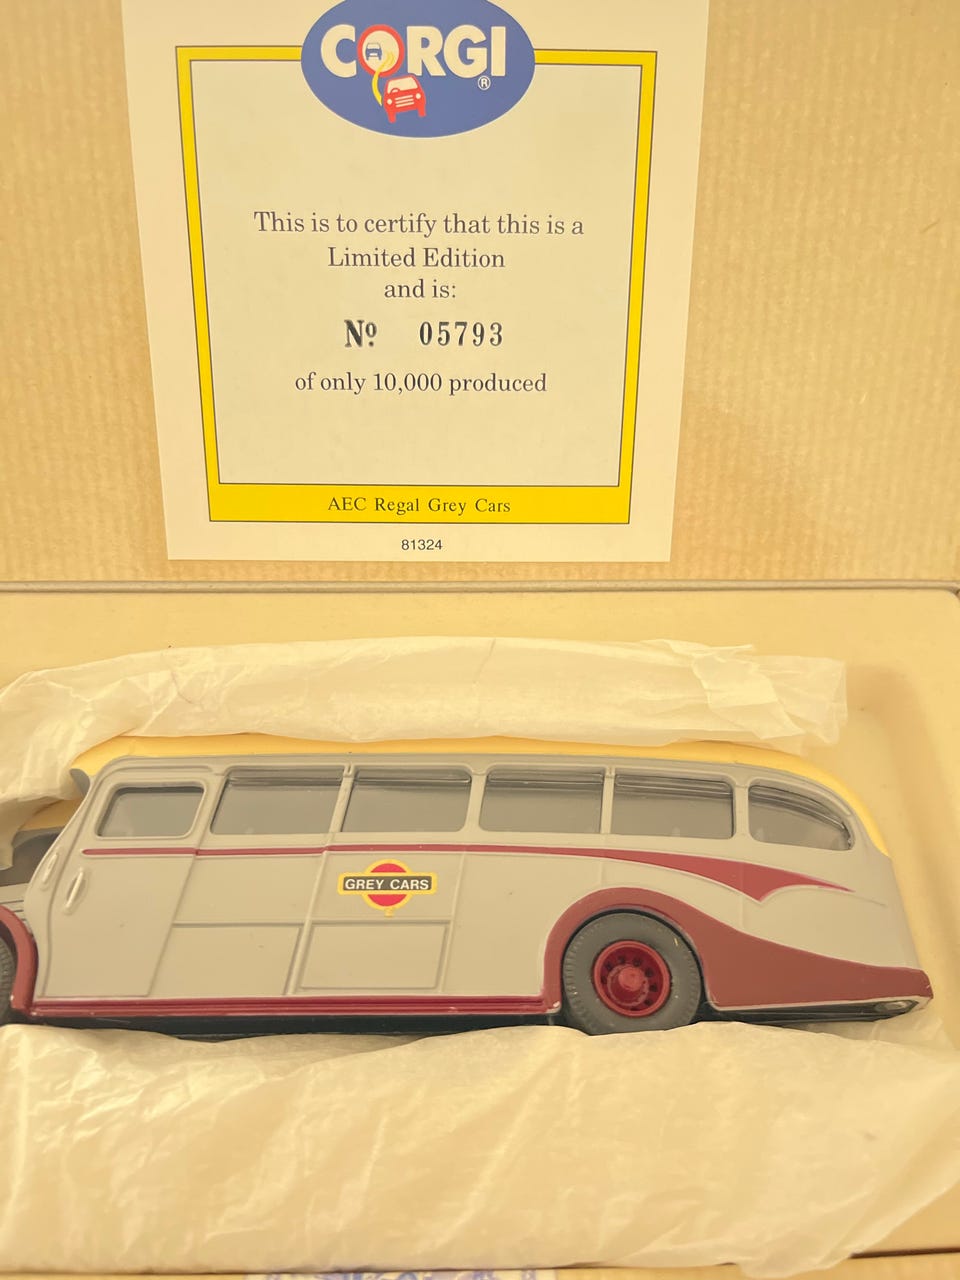 CORGI
®
This is to certify that this is a
Limited Edition
and is:
Nº 05793
of only 10,000 produced
AEC Regal Grey Cars
81324
GREY CARS